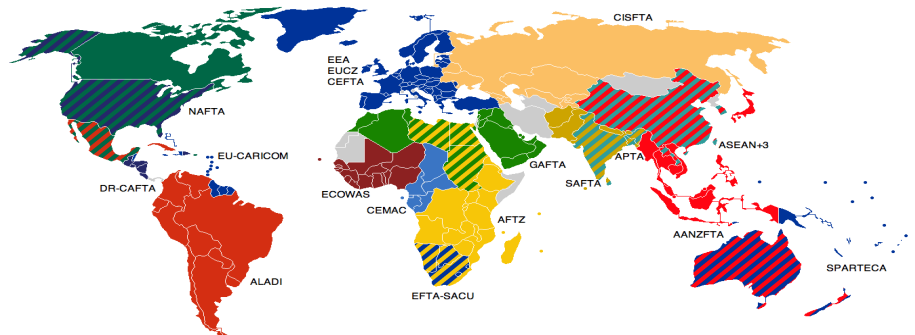 CISFTA
EEA
EUCZ
CEFTA
NAFTA
ASEAN+3
EU-CARICOM
GAFTA
APTA
SAFTA
DR-CAFTA
ECOWAS
CEMAC
AFTZ
AANZFTA
SPARTECA
ALADI
EFTA-SACU